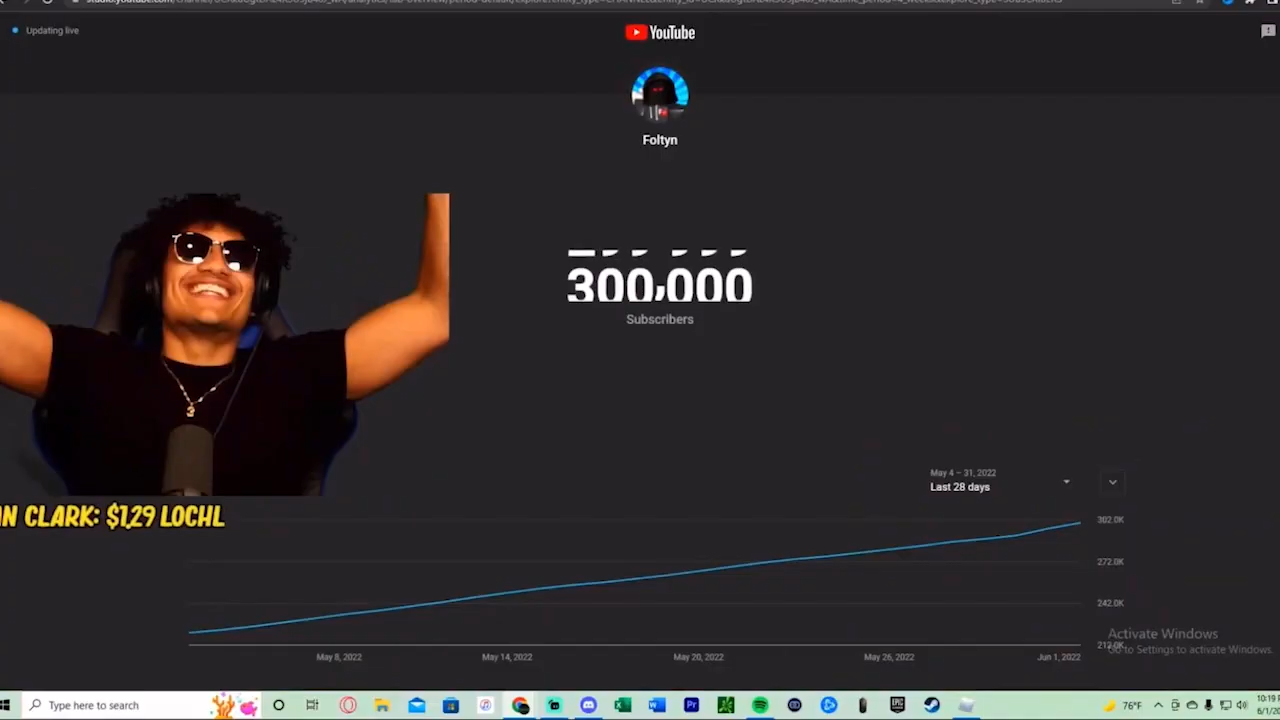 Updating live
YouTube
Foltyn
300,000
Subscribers
May 4 – 31, 2022
Last 28 days
N CLARK: $1,29 LOCHL
302.0K
272.0K
242.0K
May 8, 2022
May 14, 2022
May 20, 2022
May 26, 2022
Jun 1, 2022
Activate Windows
Go to Settings to activate Windows.
Type here to search
76°F
10:19